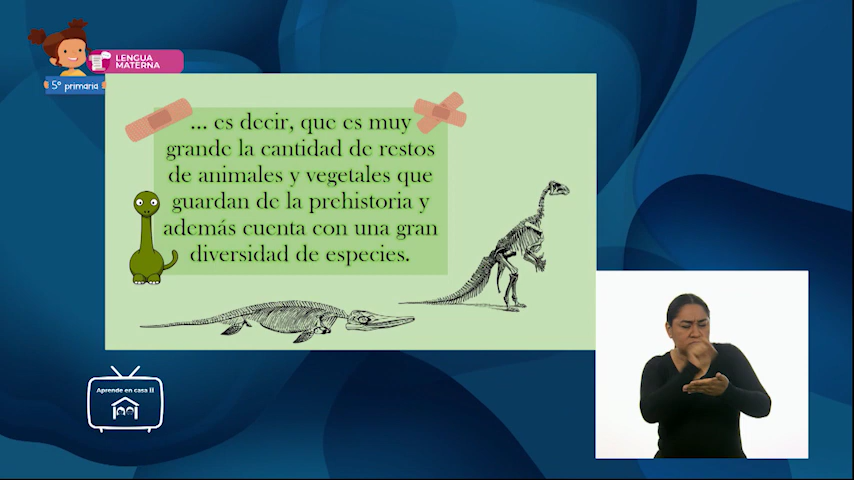 LENGUA
MATERNA
5° primaria
... es decir, que es muy
grande la cantidad de restos
de animales y vegetales que
guardan de la prehistoria y
además cuenta con una gran
diversidad de especies.
Aprende en casa II